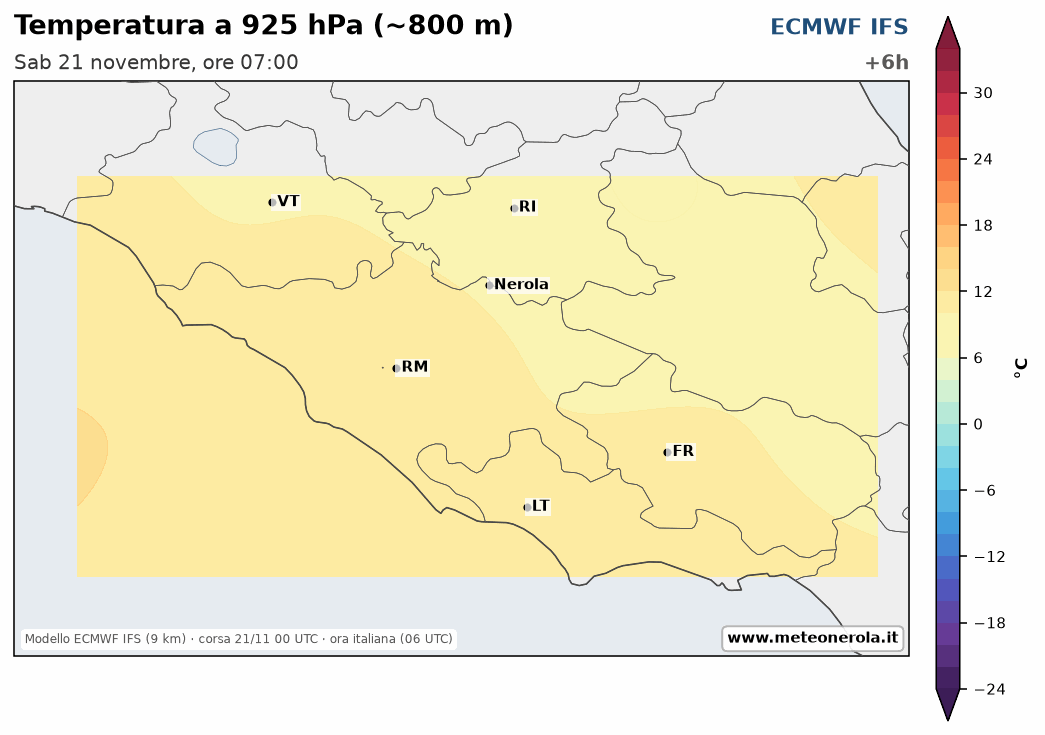 Temperatura a 925 hPa (~800 m)
ECMWF IFS
Sab 21 novembre, ore 07:00
+6h
VT
RI
Nerola
RM
FR
LT
30
24
18
12
6
0
−6
−12
−18
−24
°C
Modello ECMWF IFS (9 km) · corsa 21/11 00 UTC · ora italiana (06 UTC)
www.meteonerola.it